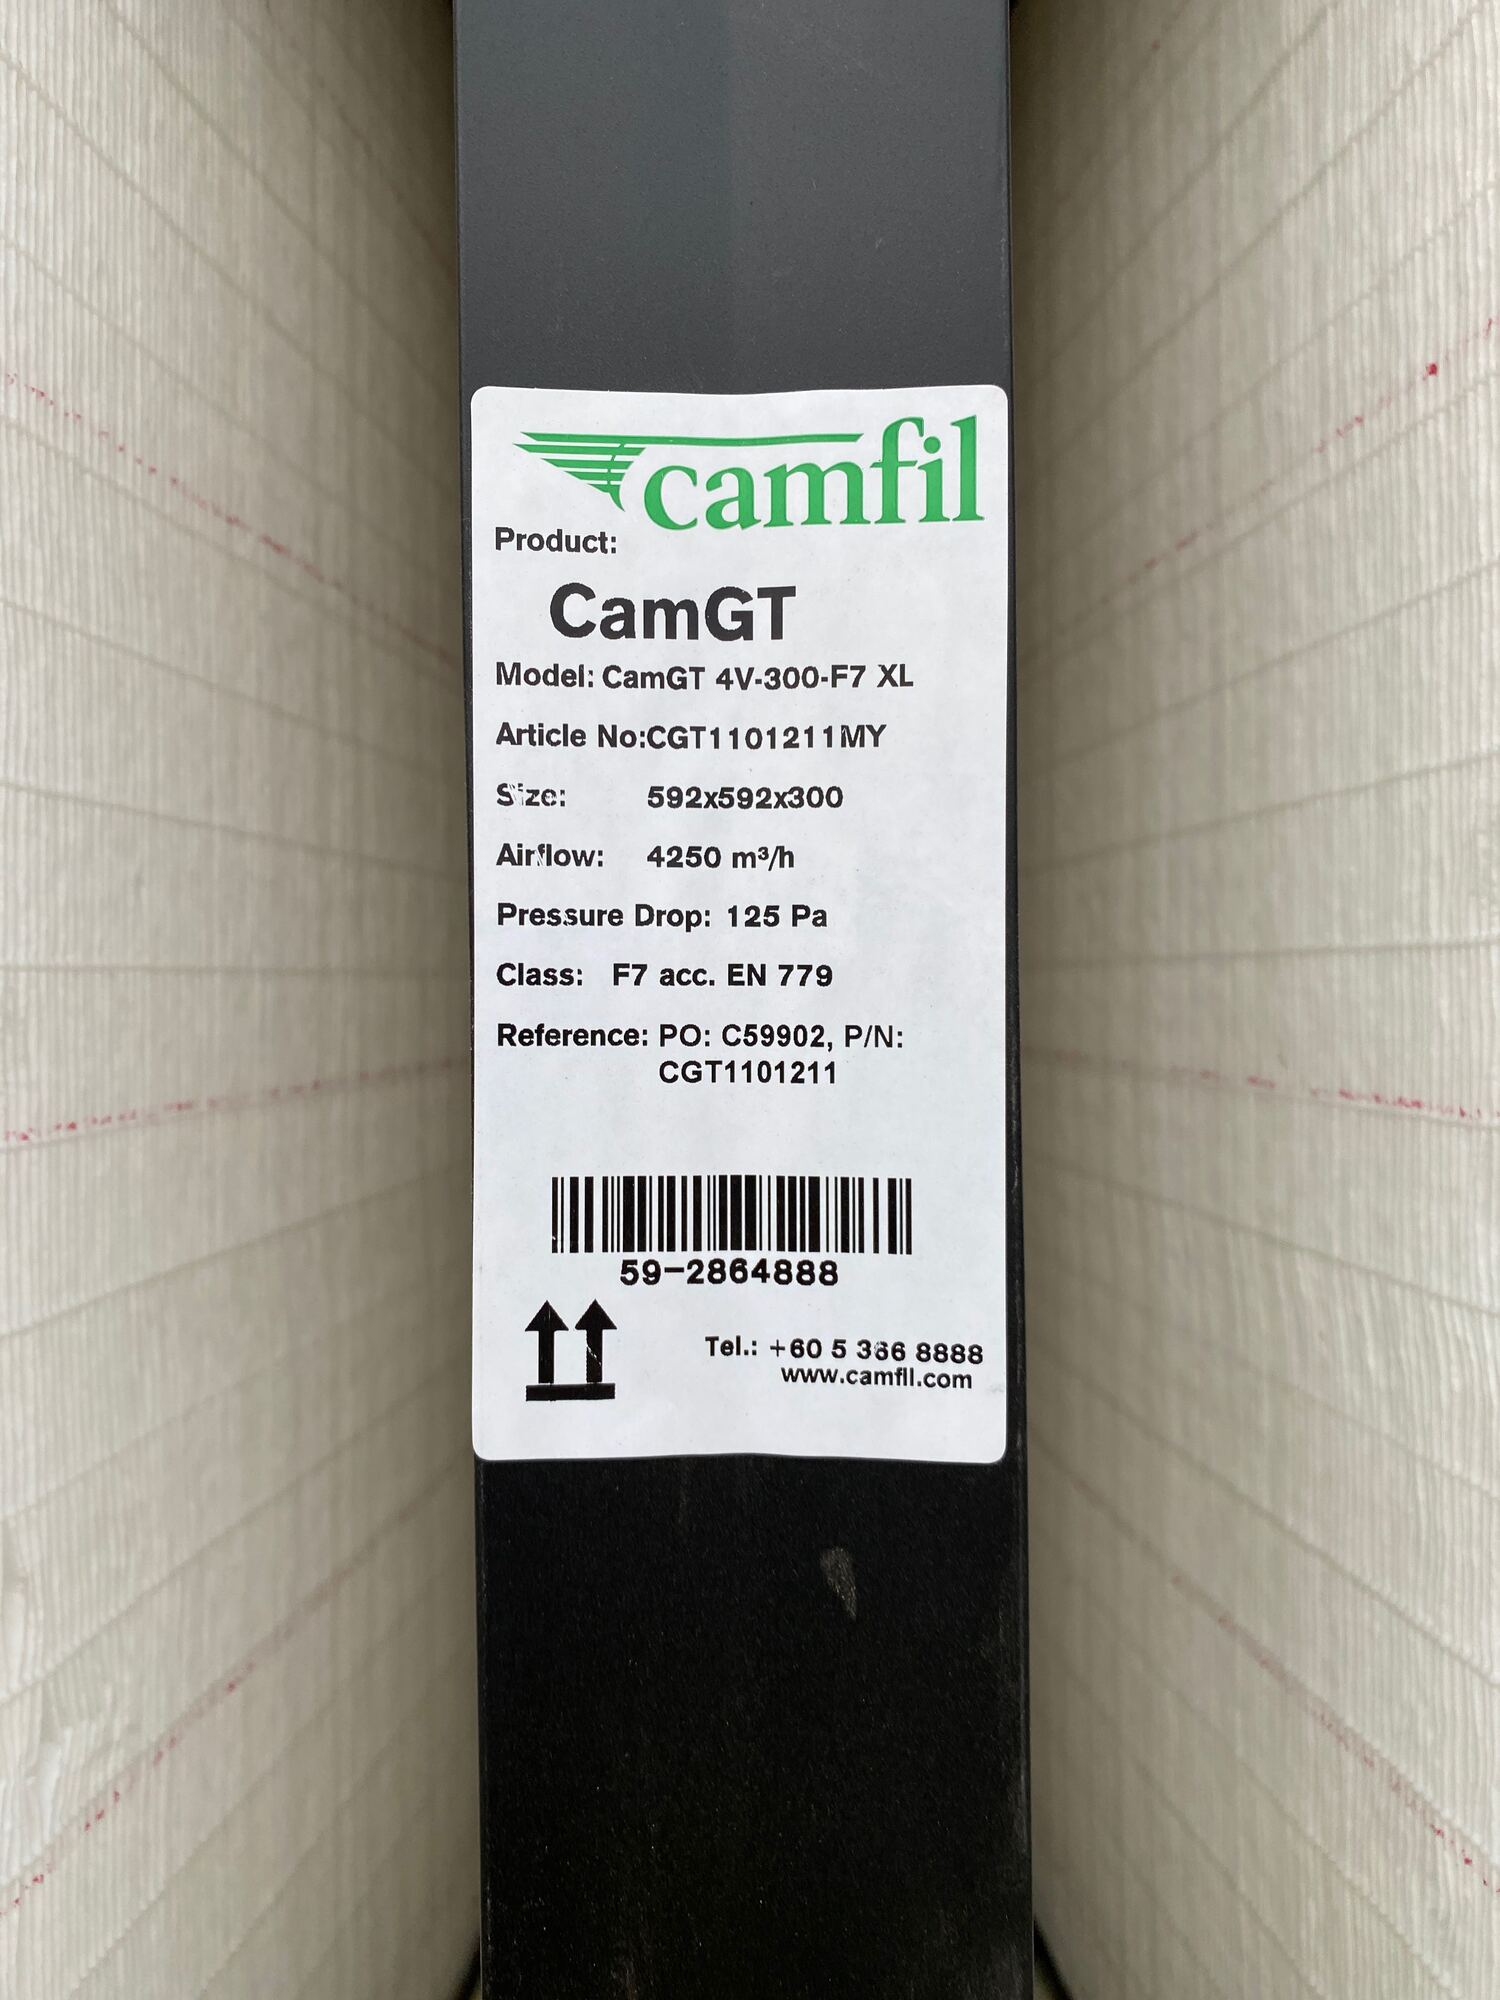 camfil
Product:
CamGT
Model: CamGT 4V-300-F7 XL
Article No:CGT1101211MY
Size: 592x592x300
Airflow: 4250 m³/h
Pressure Drop: 125 Pa
Class: F7 acc. EN 779
Reference: PO: C59902, P/N:
CGT1101211
59-2864888
Tel.: +60 5 366 8888
www.camfil.com